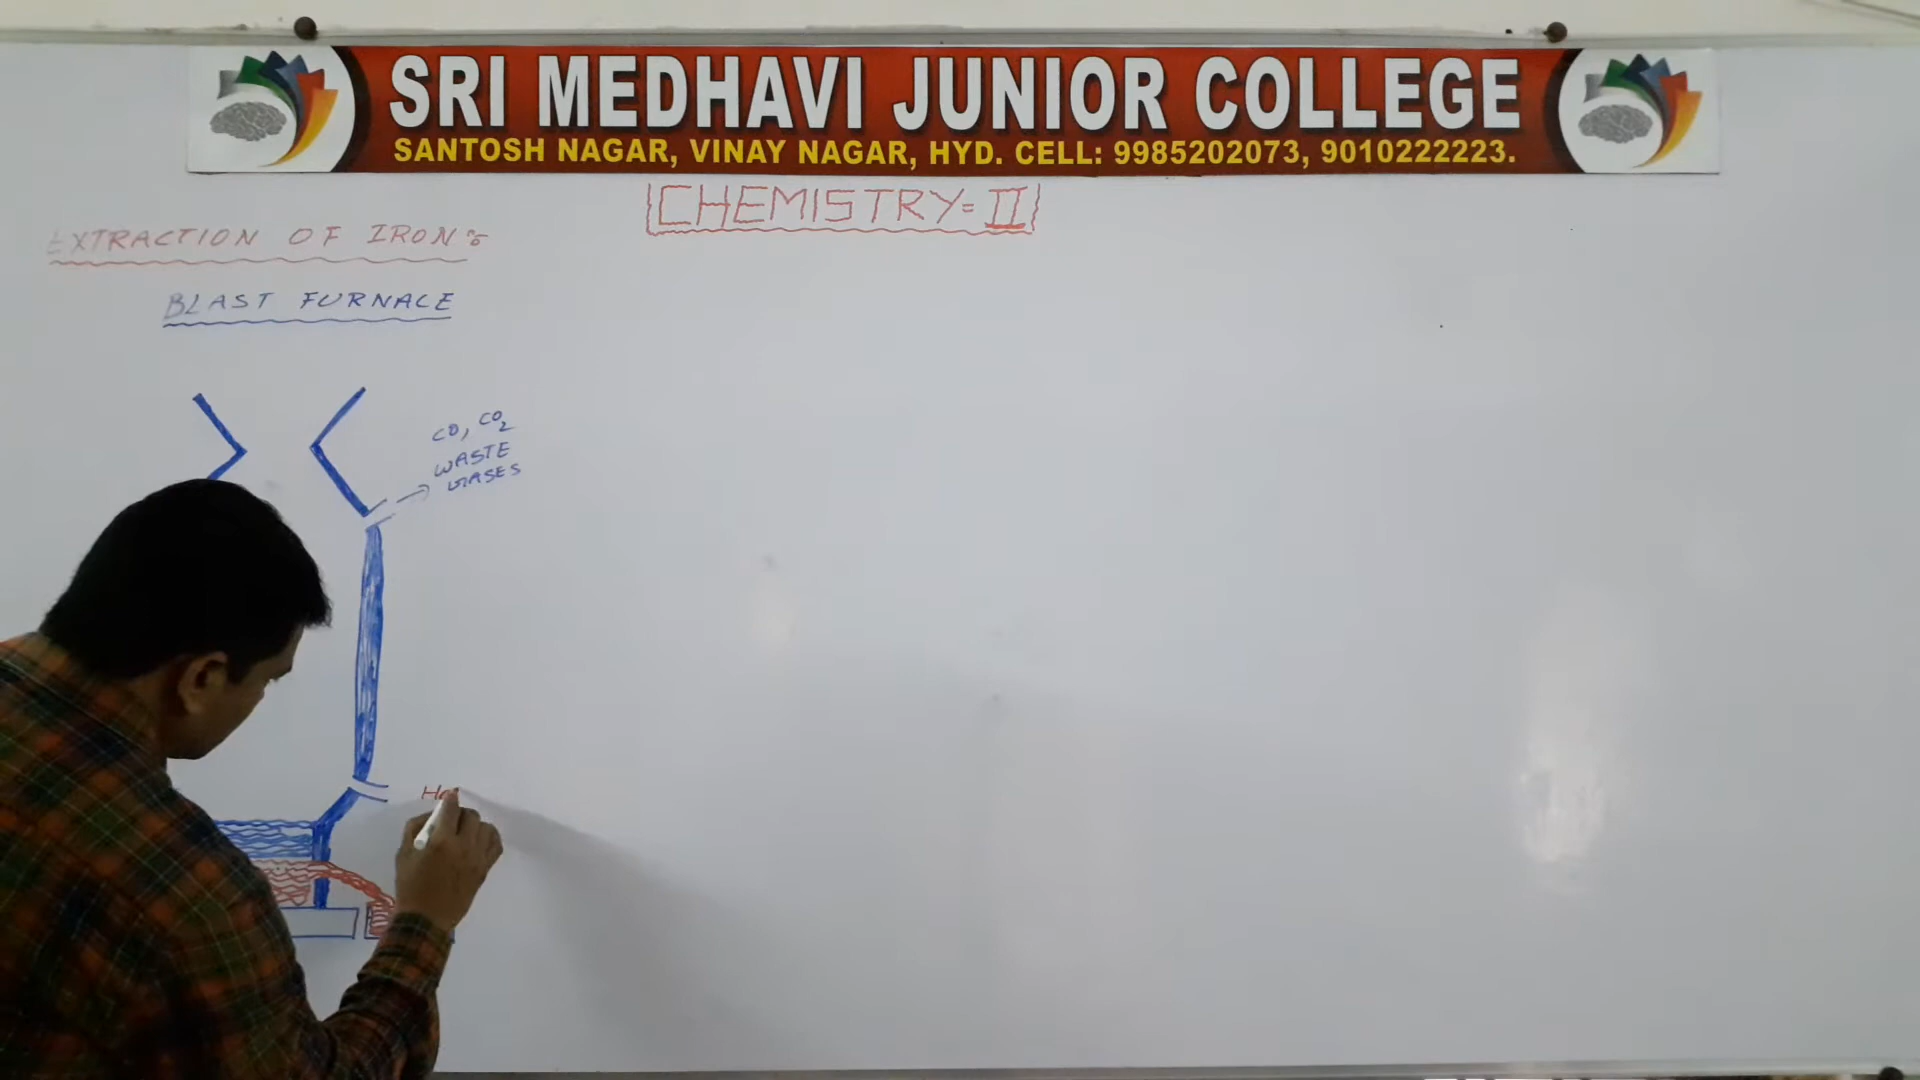 SRI MEDHAVI JUNIOR COLLEGE
SANTOSH NAGAR, VINAY NAGAR, HYD. CELL: 9985202073, 9010222223.
CHEMISTRY=II
EXTRACTION OF IRON:-
BLAST FURNACE
CO, CO2
WASTE
GASES